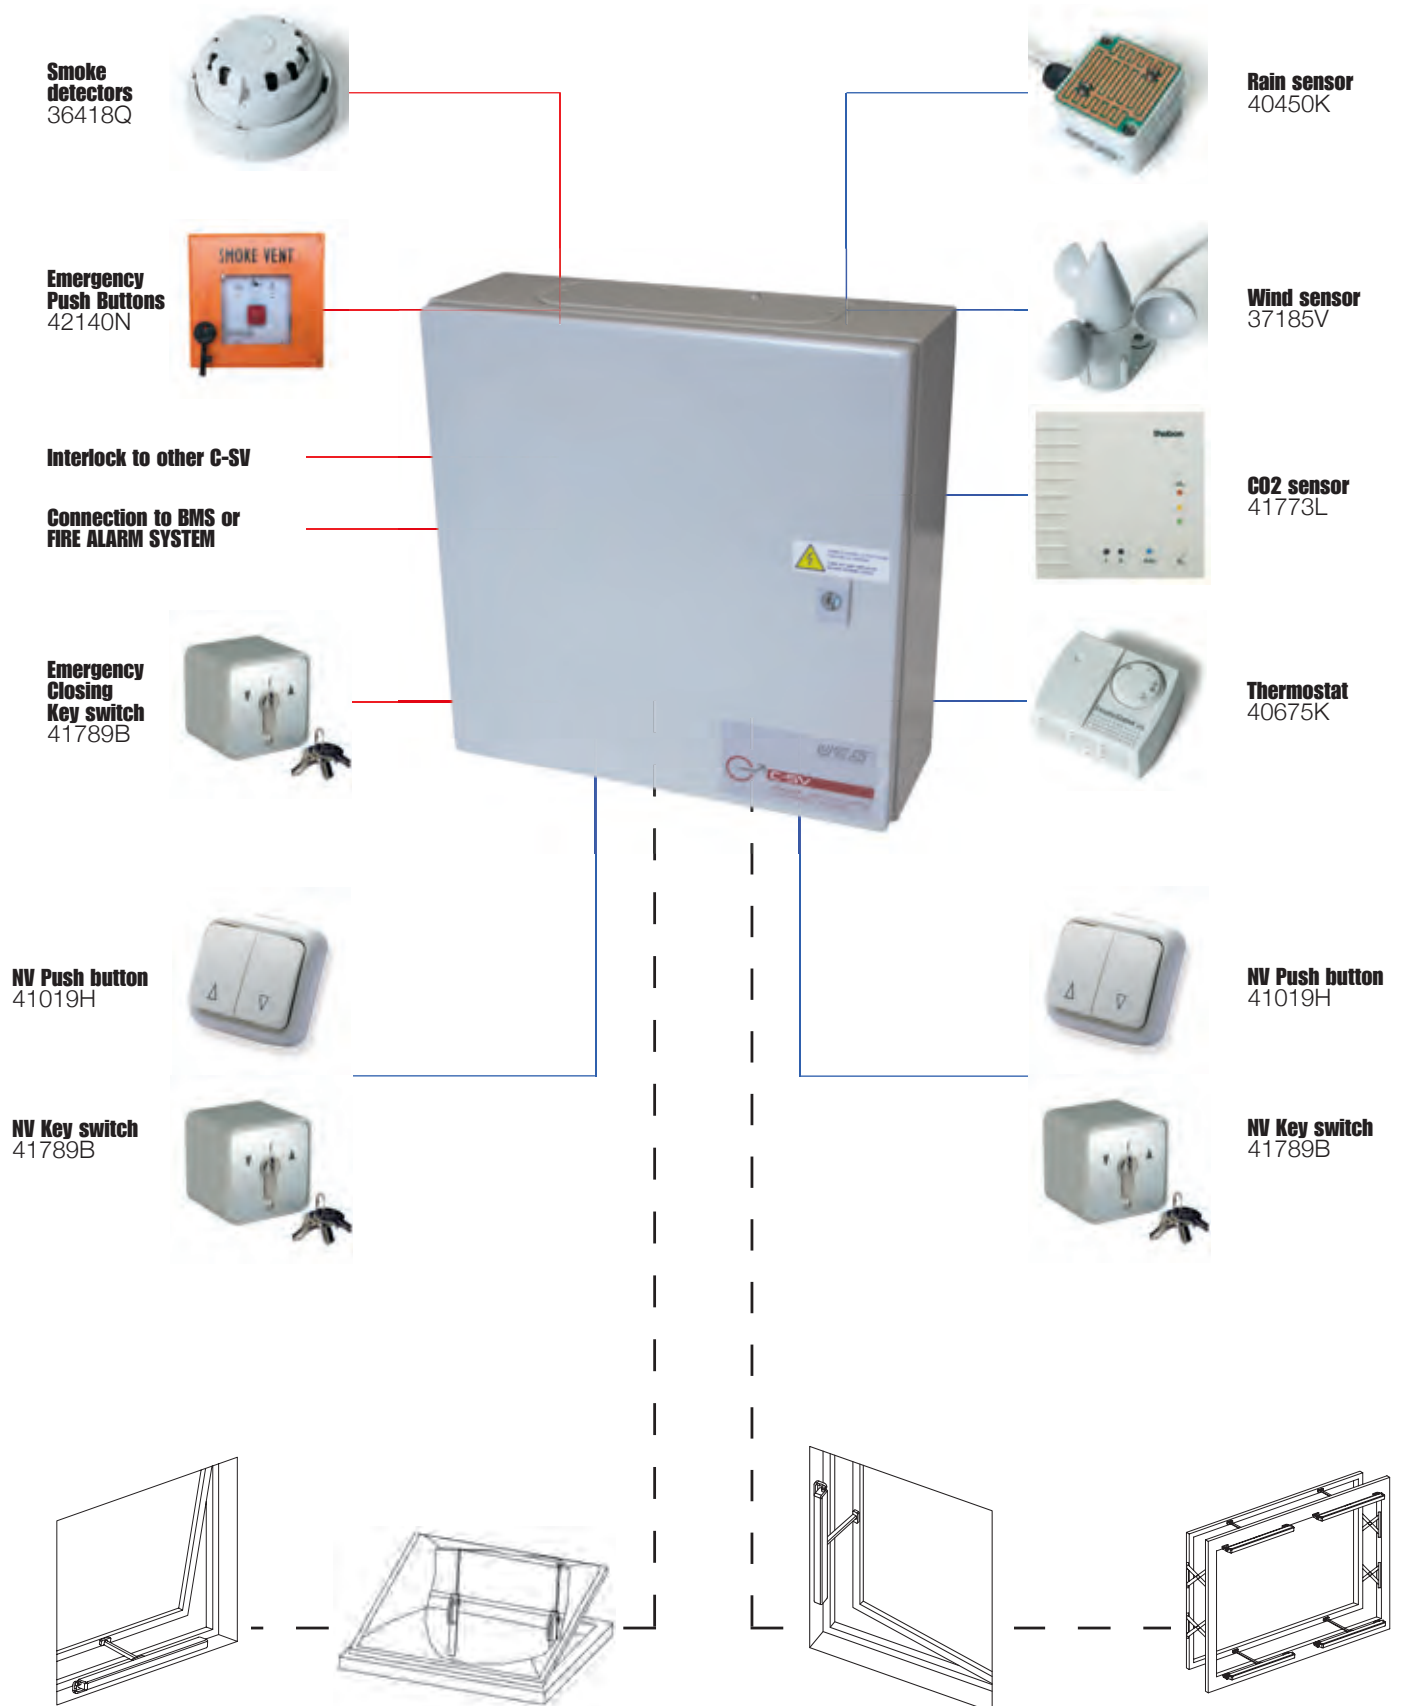 Smoke
detectors
36418Q
SMOKE VENT
Emergency
Push Buttons
42140N
Interlock to other C-SV
Connection to BMS or
FIRE ALARM SYSTEM
Emergency
Closing
Key switch
41789B
NV Push button
41019H
NV Key switch
41789B
C-SV
Rain sensor
40450K
Wind sensor
37185V
CO2 sensor
41773L
Thermostat
40675K
NV Push button
41019H
NV Key switch
41789B